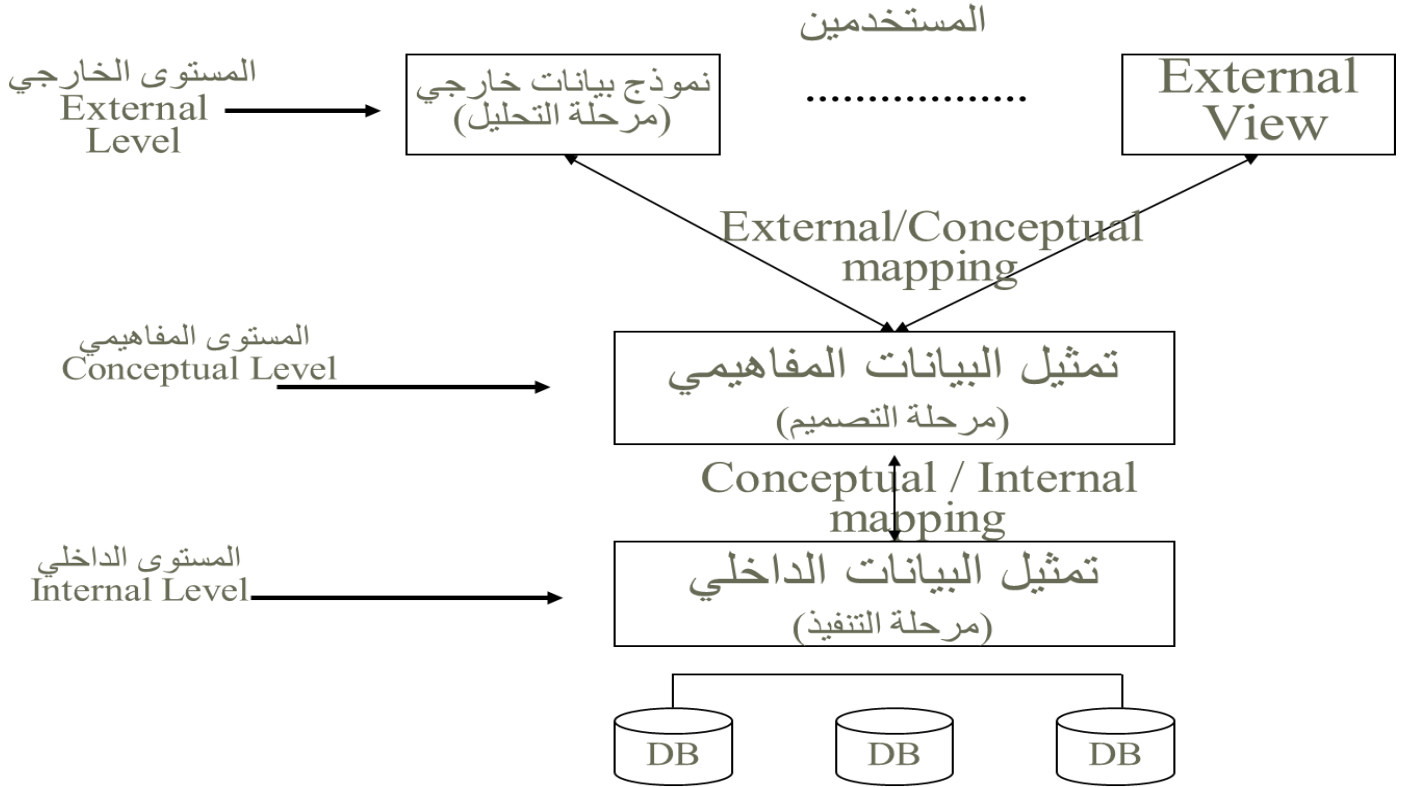 المستخدمين
المستوى الخارجي
External
Level
نموذج بيانات خارجي
(مرحلة التحليل)
..................
External
View
External/Conceptual
mapping
المستوى المفاهيمي
Conceptual Level
تمثيل البيانات المفاهيمي
(مرحلة التصميم)
Conceptual / Internal
mapping
المستوى الداخلي
Internal Level
تمثيل البيانات الداخلي
(مرحلة التنفيذ)
DB
DB
DB